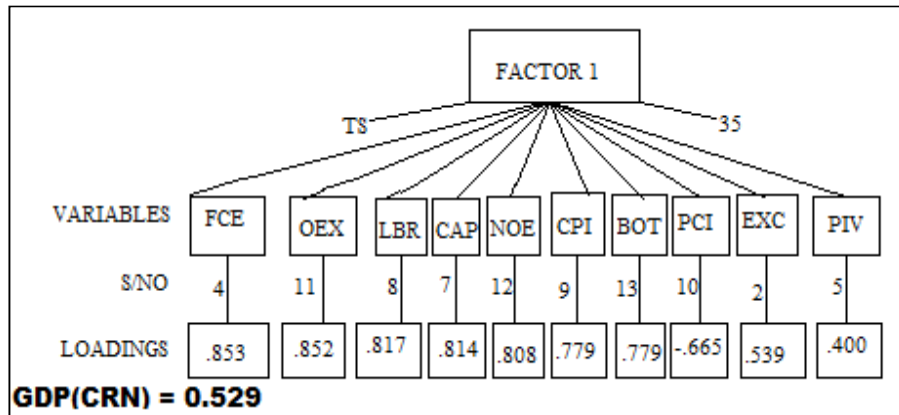 FACTOR 1
TS 35
VARIABLES FCE OEX LBR CAP NOE CPI BOT PCI EXC PIV
S/NO 4 11 8 7 12 9 13 10 2 5
LOADINGS .853 .852 .817 .814 .808 .779 .779 -.665 .539 .400
GDP(CRN) = 0.529